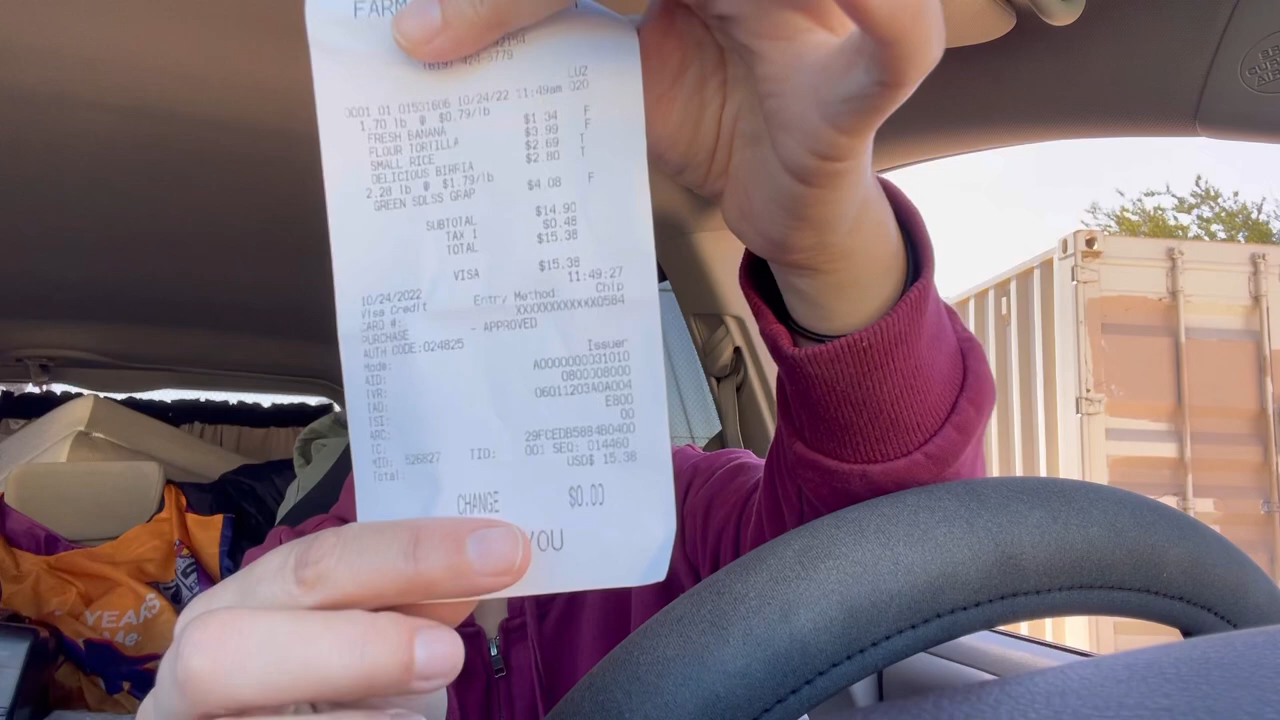 FARM
(619) 424-3779
LUZ
0001 01 01531606 10/24/22 11:49am 020
1.70 lb @ $0.79/lb
FRESH BANANA $1.34 F
FLOUR TORTILLA $3.99 F
SMALL RICE $2.69 T
DELICIOUS BIRRIA $2.80 T
2.28 lb @ $1.79/lb
GREEN SDLSS GRAP $4.08 F
SUBTOTAL $14.90
TAX 1 $0.48
TOTAL $15.38
VISA $15.38
10/24/2022 11:49:27
Visa Credit Entry Method: Chip
CARD #: XXXXXXXXXXXX0584
PURCHASE - APPROVED
AUTH CODE:024825
Mode: Issuer
AID: A0000000031010
TVR: 0800008000
IAD: 06011203A0A004
TSI: E800
ARC: 00
TC: 29FCEDB58B4B0400
MID: 526827 TID: 001 SEQ: 014460
Total: USD$ 15.38
CHANGE $0.00
YOU
YEARS
Me